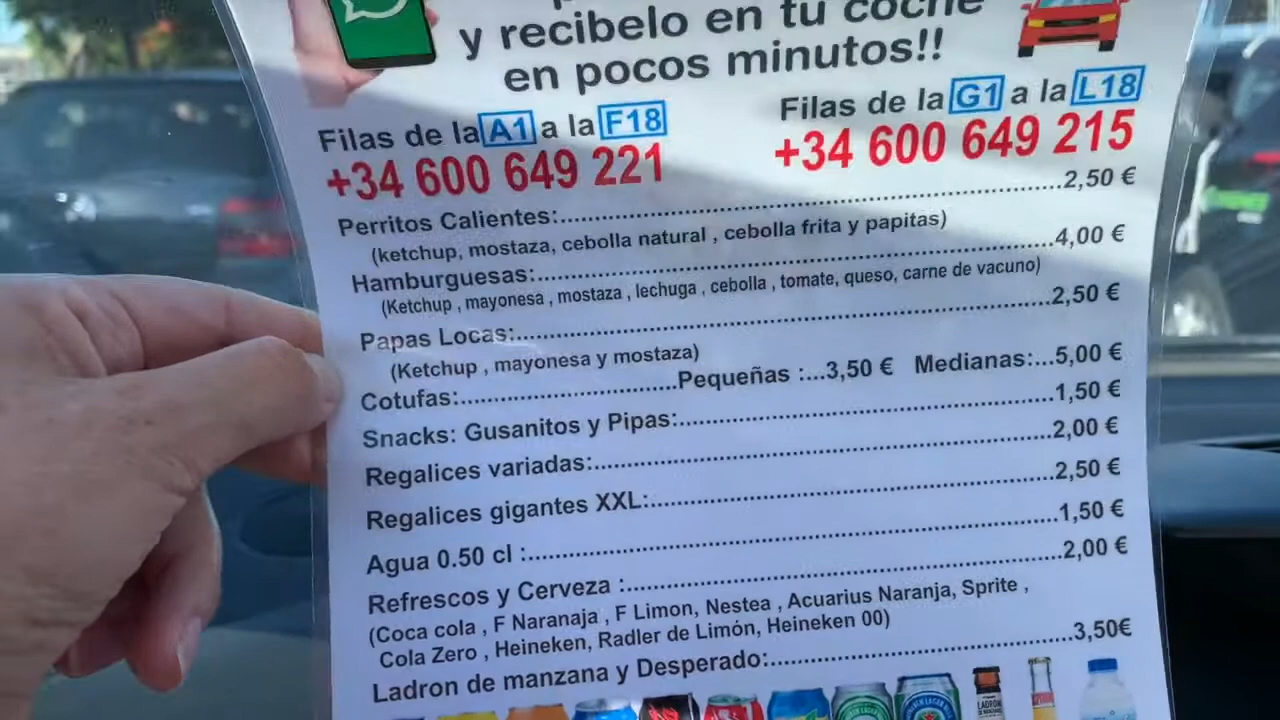 y recibelo en tu coche
en pocos minutos!!
Filas de la A1 a la F18
+34 600 649 221
Filas de la G1 a la L18
+34 600 649 215
Perritos Calientes:..........2,50 €
(ketchup, mostaza, cebolla natural , cebolla frita y papitas)
Hamburguesas:..........4,00 €
(Ketchup , mayonesa , mostaza , lechuga , cebolla , tomate, queso, carne de vacuno)
Papas Locas:..........2,50 €
(Ketchup , mayonesa y mostaza)
Cotufas:..........Pequeñas :...3,50 € Medianas:...5,00 €
Snacks: Gusanitos y Pipas:..........1,50 €
Regalices variadas:..........2,00 €
Regalices gigantes XXL:..........2,50 €
Agua 0.50 cl :..........1,50 €
Refrescos y Cerveza :..........2,00 €
(Coca cola , F Naranaja , F Limon, Nestea , Acuarius Naranja, Sprite ,
Cola Zero , Heineken, Radler de Limón, Heineken 00)
Ladron de manzana y Desperado:..........3,50€
LADRON